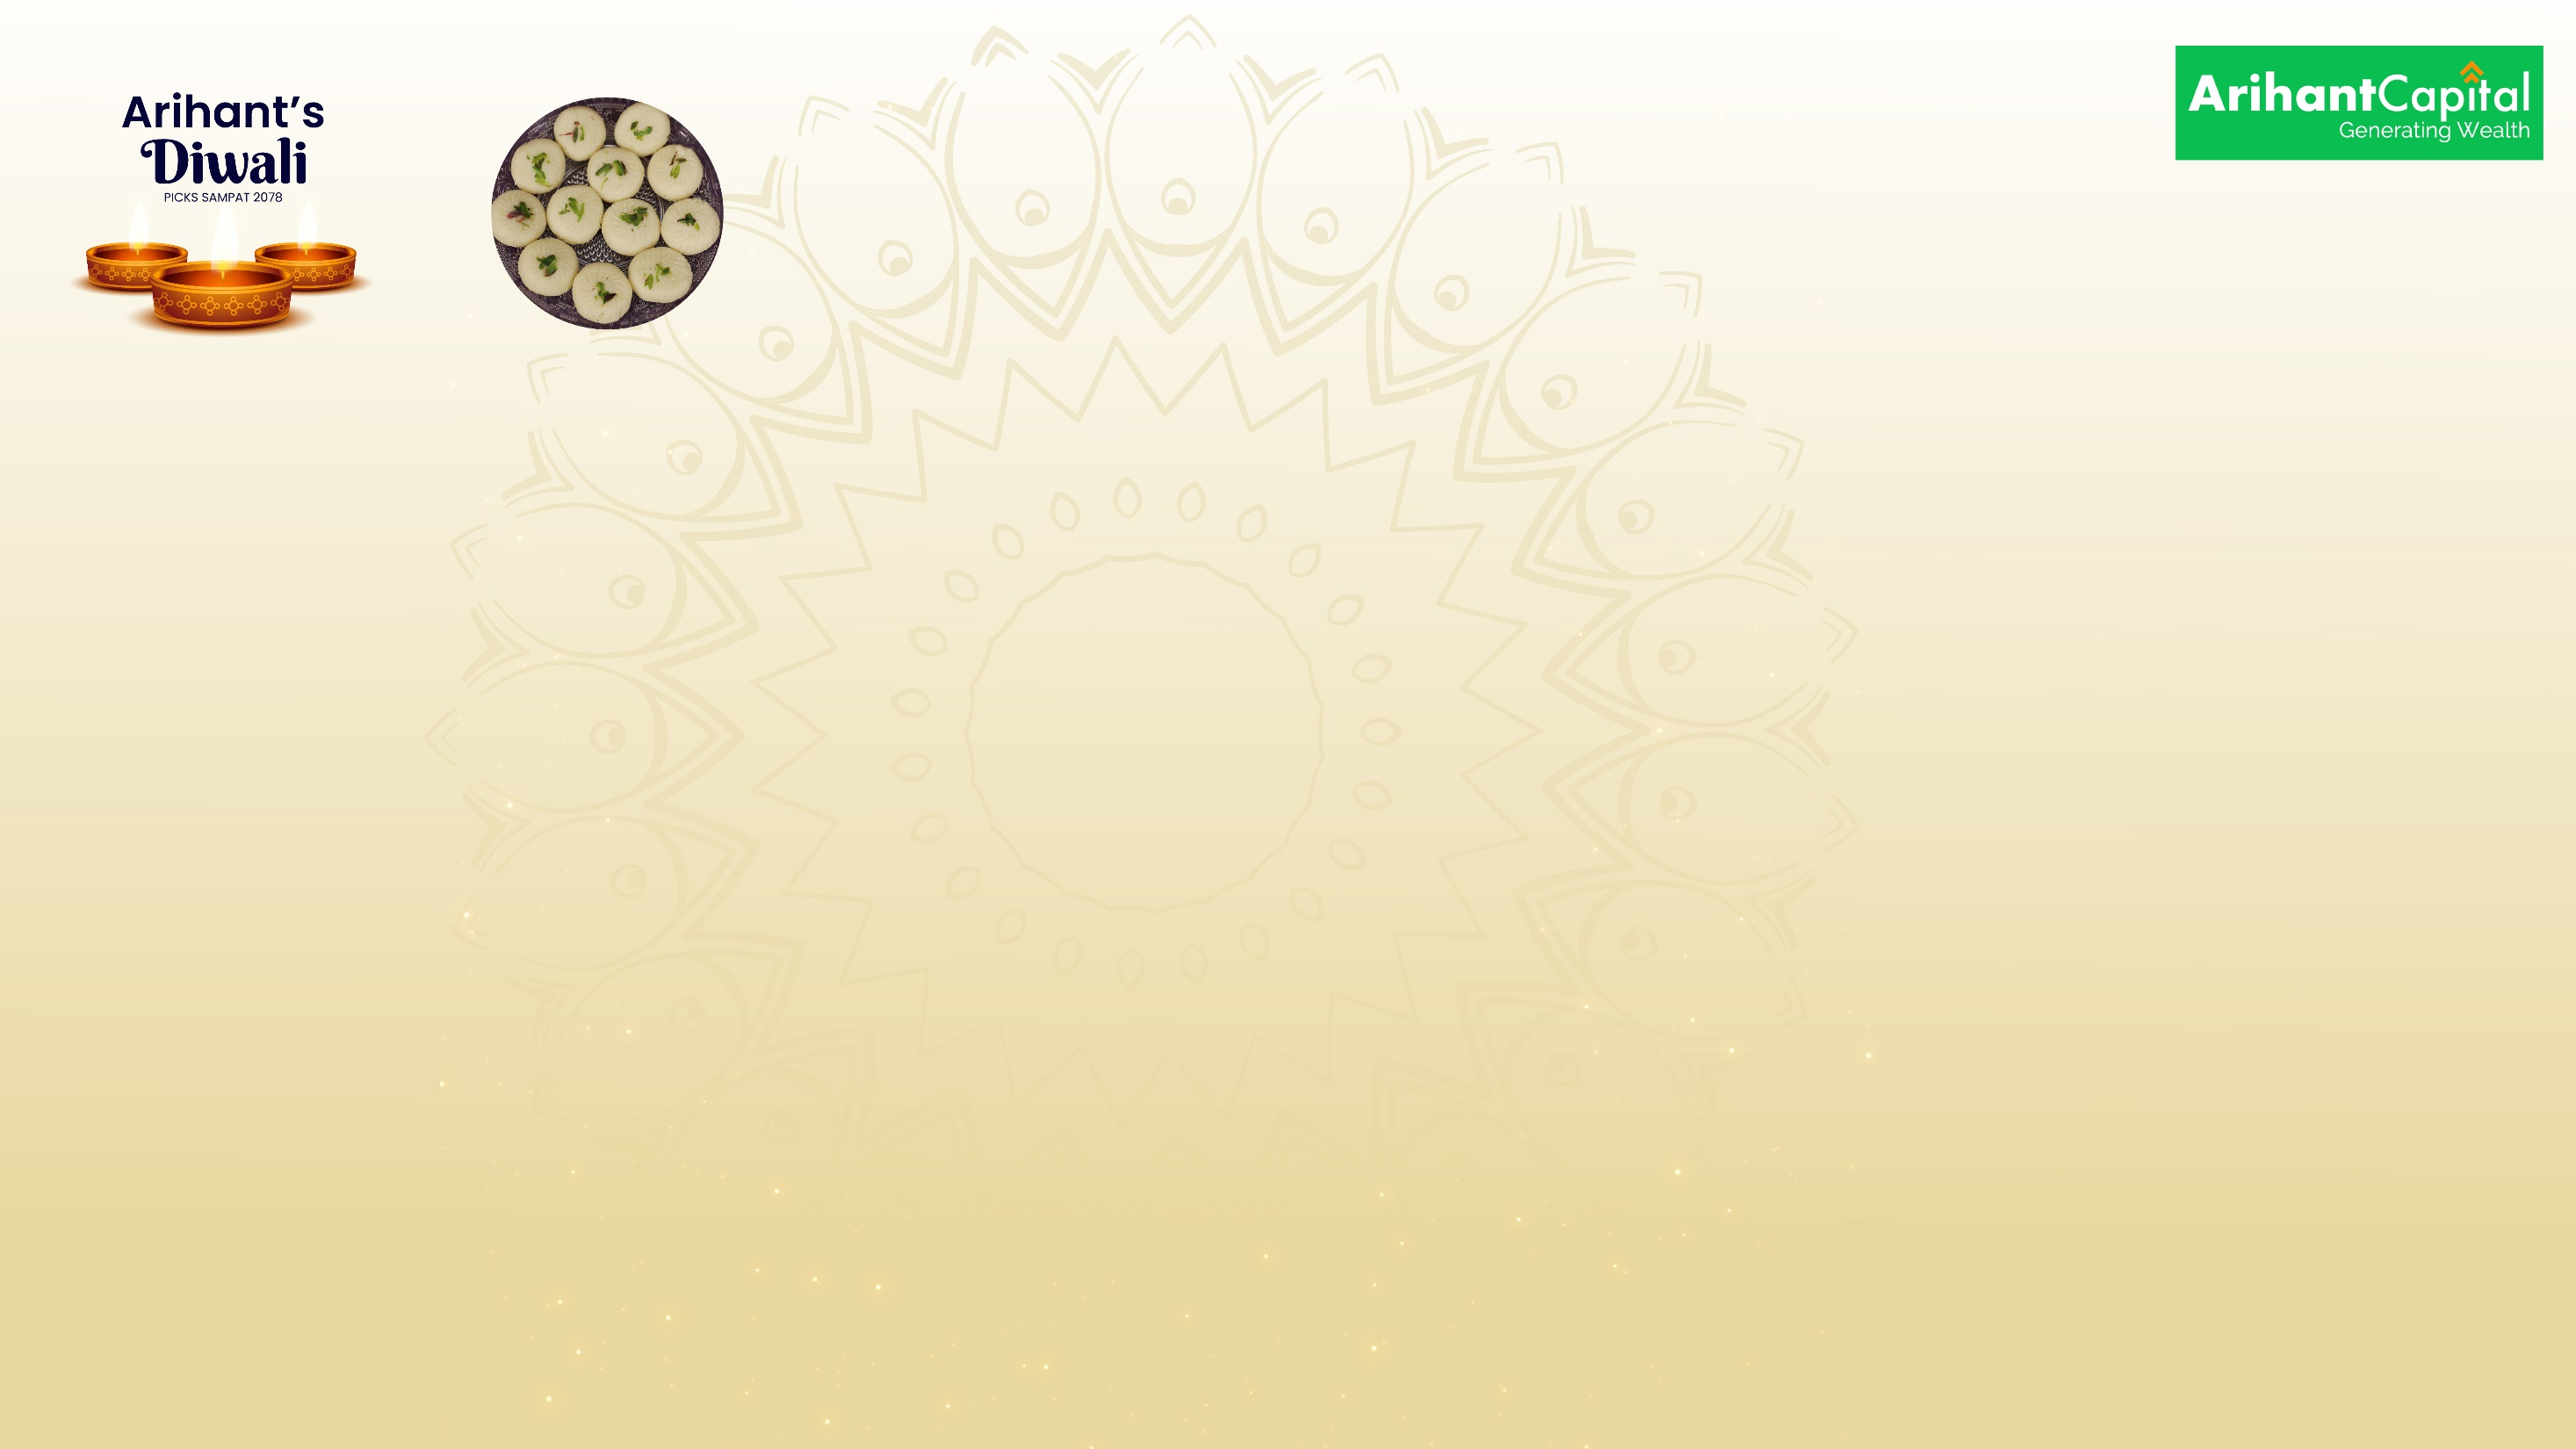 Arihant's
Diwali
PICKS SAMPAT 2078
ArihantCapital
Generating Wealth